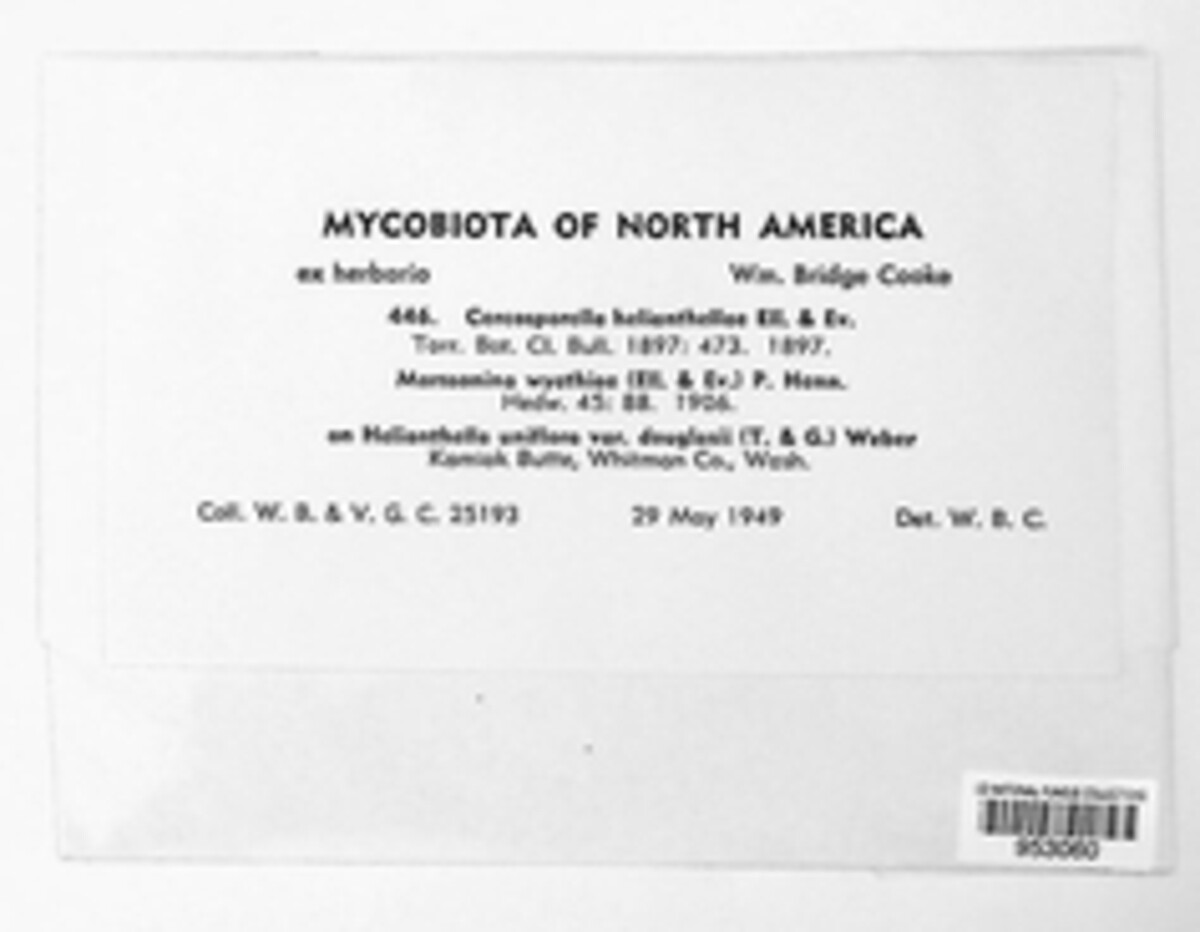 MYCOBIOTA OF NORTH AMERICA
ex herbario Wm. Bridge Cooke
446. Cercosporella helianthellae Ell. & Ev.
Torr. Bot. Cl. Bull. 1897: 473. 1897.
Marssonina wyethiae (Ell. & Ev.) P. Henn.
Hedw. 45: 88. 1906.
on Helianthella uniflora var. douglasii (T. & G.) Weber
Kamiak Butte, Whitman Co., Wash.
Coll. W. B. & V. G. C. 25193 29 May 1949 Det. W. B. C.
953060